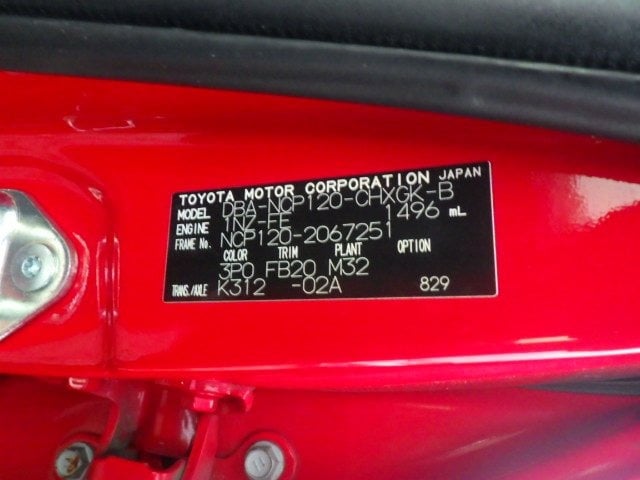 TOYOTA MOTOR CORPORATION JAPAN
MODEL DBA-NCP120-CHXGK-B
ENGINE 1NZ-FE 1496 mL
FRAME No. NCP120-2067251
COLOR TRIM PLANT OPTION
3P0 FB20 M32
TRANS./AXLE K312 -02A 829